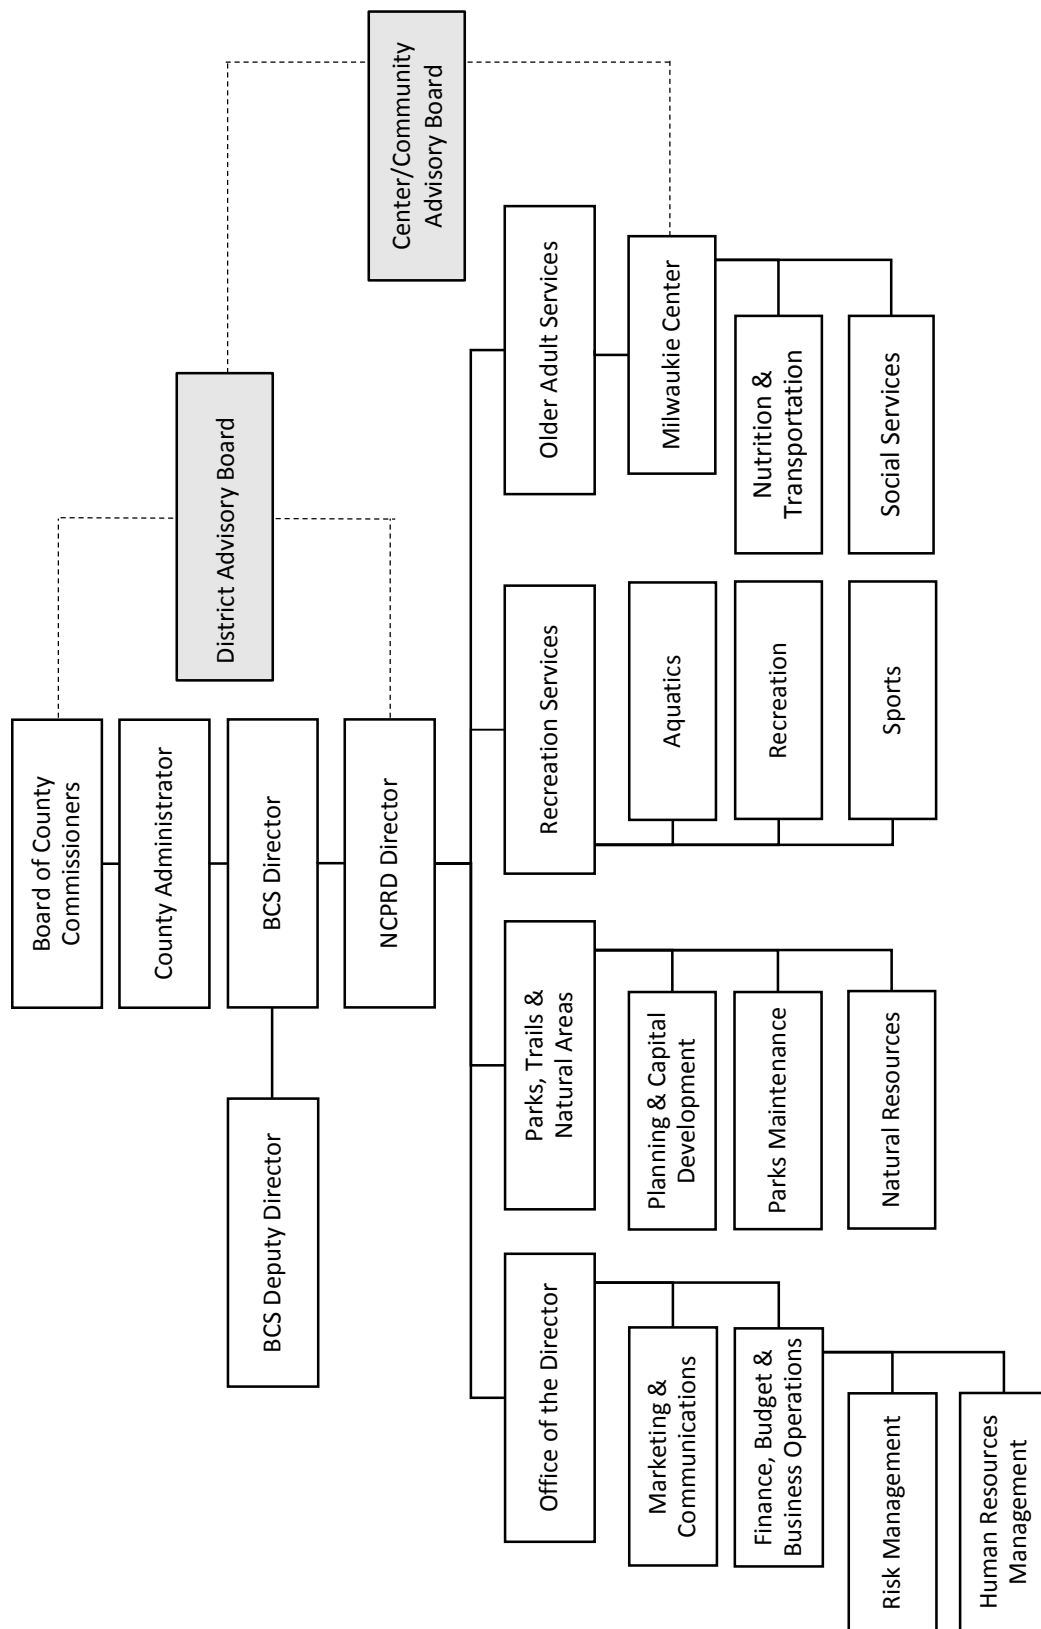 Board of County
Commissioners
County Administrator
BCS Deputy Director
BCS Director
District Advisory Board
NCPRD Director
Center/Community
Advisory Board
Office of the Director
Parks, Trails &
Natural Areas
Recreation Services
Older Adult Services
Marketing &
Communications
Planning & Capital
Development
Aquatics
Milwaukie Center
Finance, Budget &
Business Operations
Parks Maintenance
Recreation
Nutrition &
Transportation
Risk Management
Natural Resources
Sports
Social Services
Human Resources
Management